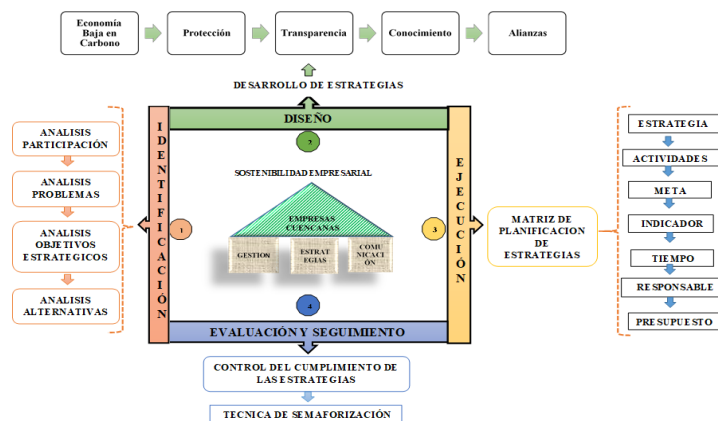 Economía
Baja en
Carbono
Protección
Transparencia
Conocimiento
Alianzas
DESARROLLO DE ESTRATEGIAS
DISEÑO
2
IDENTIFICACIÓN
1
ANALISIS
PARTICIPACIÓN
ANALISIS
PROBLEMAS
ANALISIS
OBJETIVOS
ESTRATEGICOS
ANALISIS
ALTERNATIVAS
SOSTENIBILIDAD EMPRESARIAL
EMPRESAS
CUENCANAS
GESTION
ESTRAT
EGIAS
COMU
NICACI
ÓN
EJECUCIÓN
3
MATRIZ DE
PLANIFICACION
DE
ESTRATEGIAS
ESTRATEGIA
ACTIVIDADES
META
INDICADOR
TIEMPO
RESPONSABLE
PRESUPUESTO
4
EVALUACIÓN Y SEGUIMIENTO
CONTROL DEL CUMPLIMIENTO DE
LAS ESTRATEGIAS
TECNICA DE SEMAFORIZACIÓN